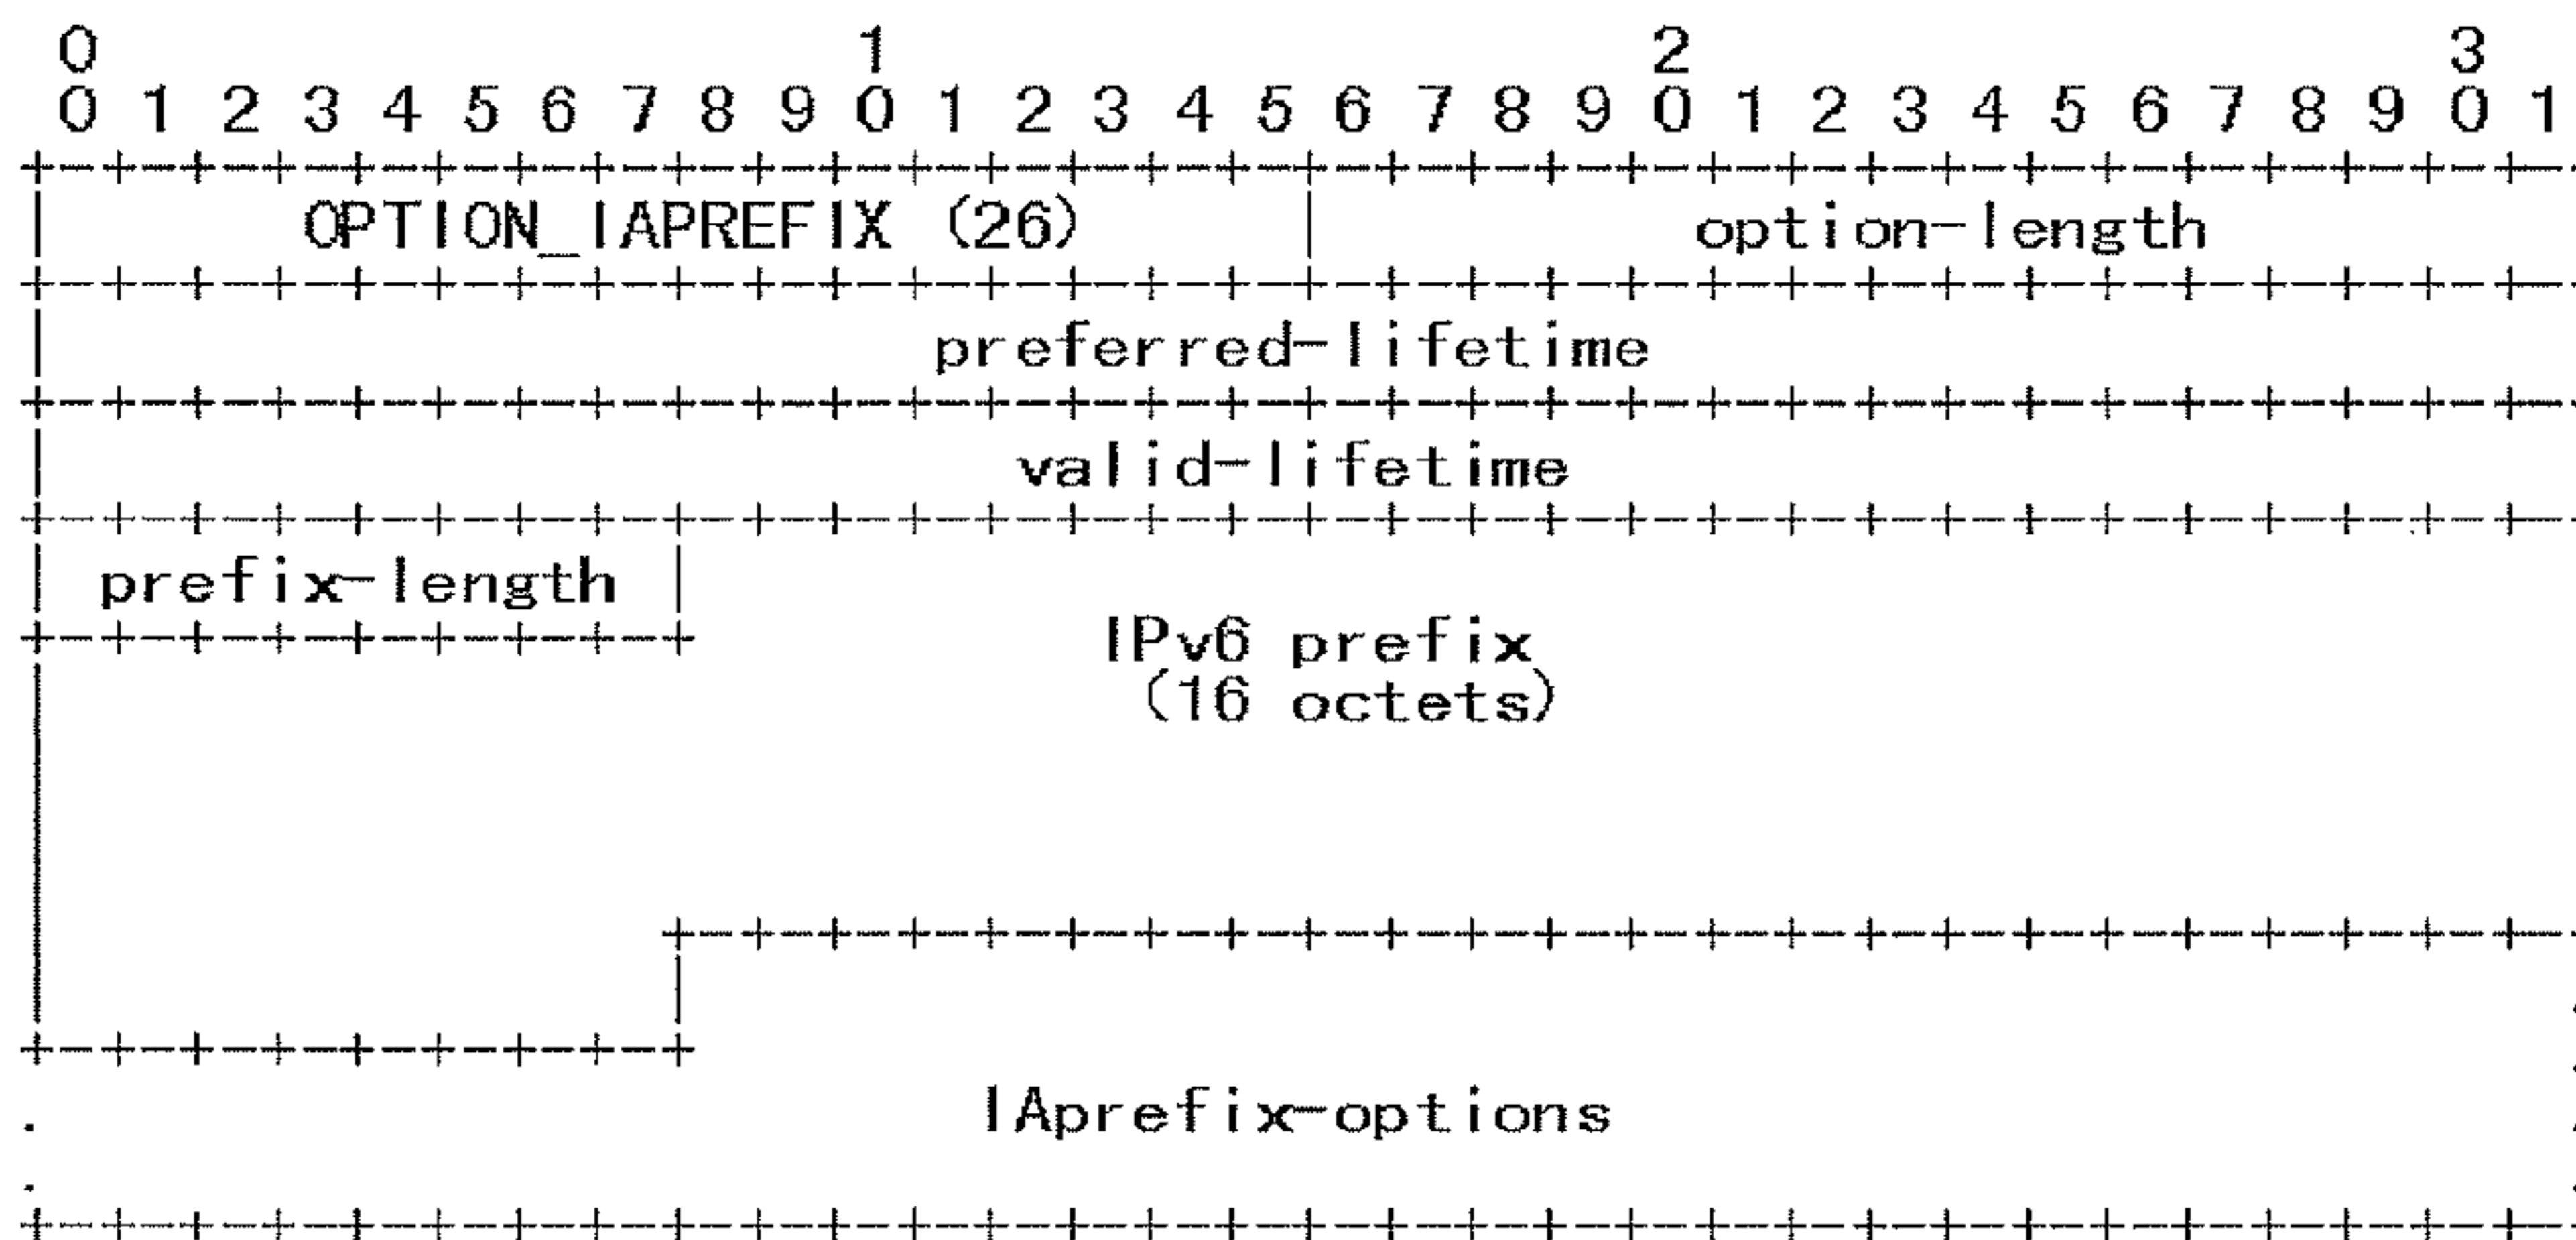 0 1 2 3
0 1 2 3 4 5 6 7 8 9 0 1 2 3 4 5 6 7 8 9 0 1 2 3 4 5 6 7 8 9 0 1
OPTION_IAPREFIX (26) option-length
preferred-lifetime
valid-lifetime
prefix-length
IPv6 prefix
(16 octets)
IAprefix-options